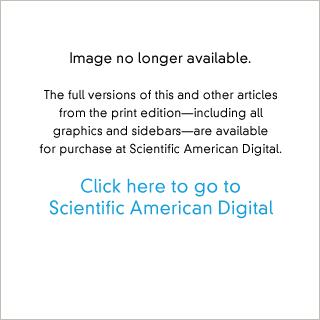 Image no longer available.
The full versions of this and other articles
from the print edition—including all
graphics and sidebars—are available
for purchase at Scientific American Digital.
Click here to go to
Scientific American Digital